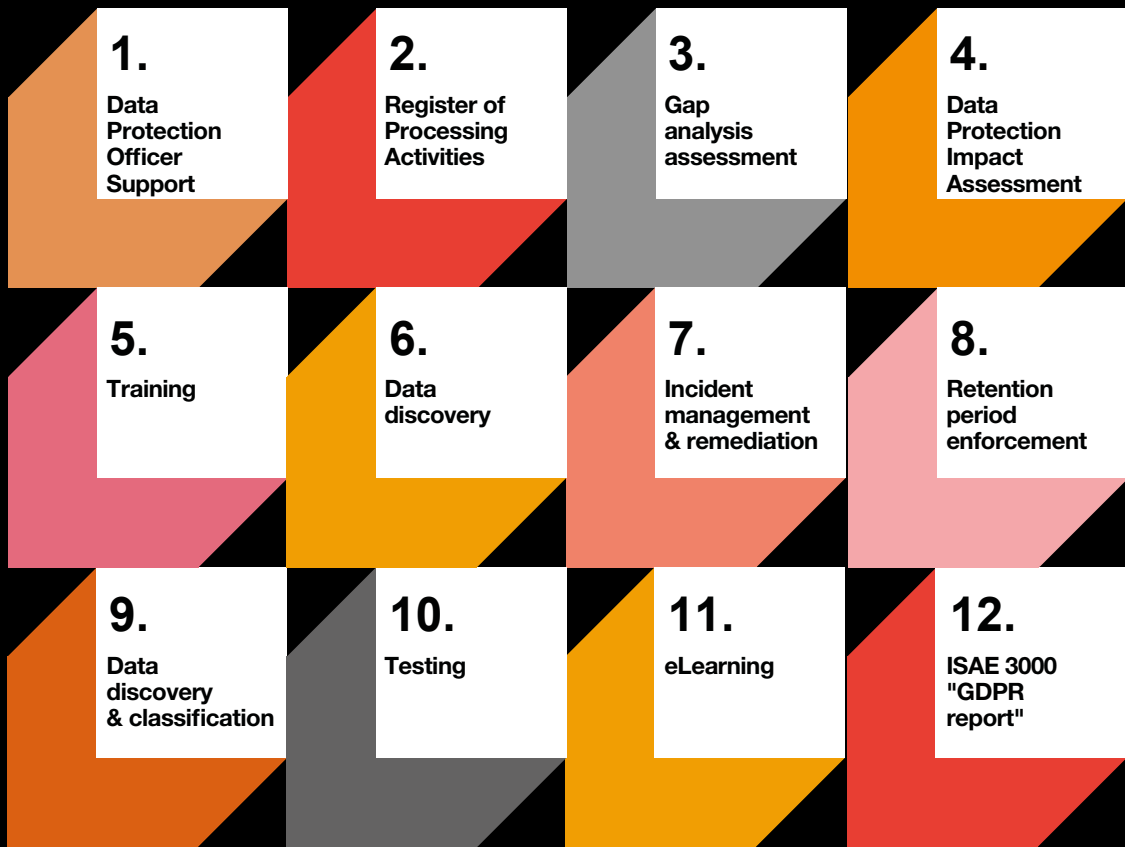 1.
Data
Protection
Officer
Support
2.
Register of
Processing
Activities
3.
Gap
analysis
assessment
4.
Data
Protection
Impact
Assessment
5.
Training
6.
Data
discovery
7.
Incident
management
& remediation
8.
Retention
period
enforcement
9.
Data
discovery
& classification
10.
Testing
11.
eLearning
12.
ISAE 3000
"GDPR
report"